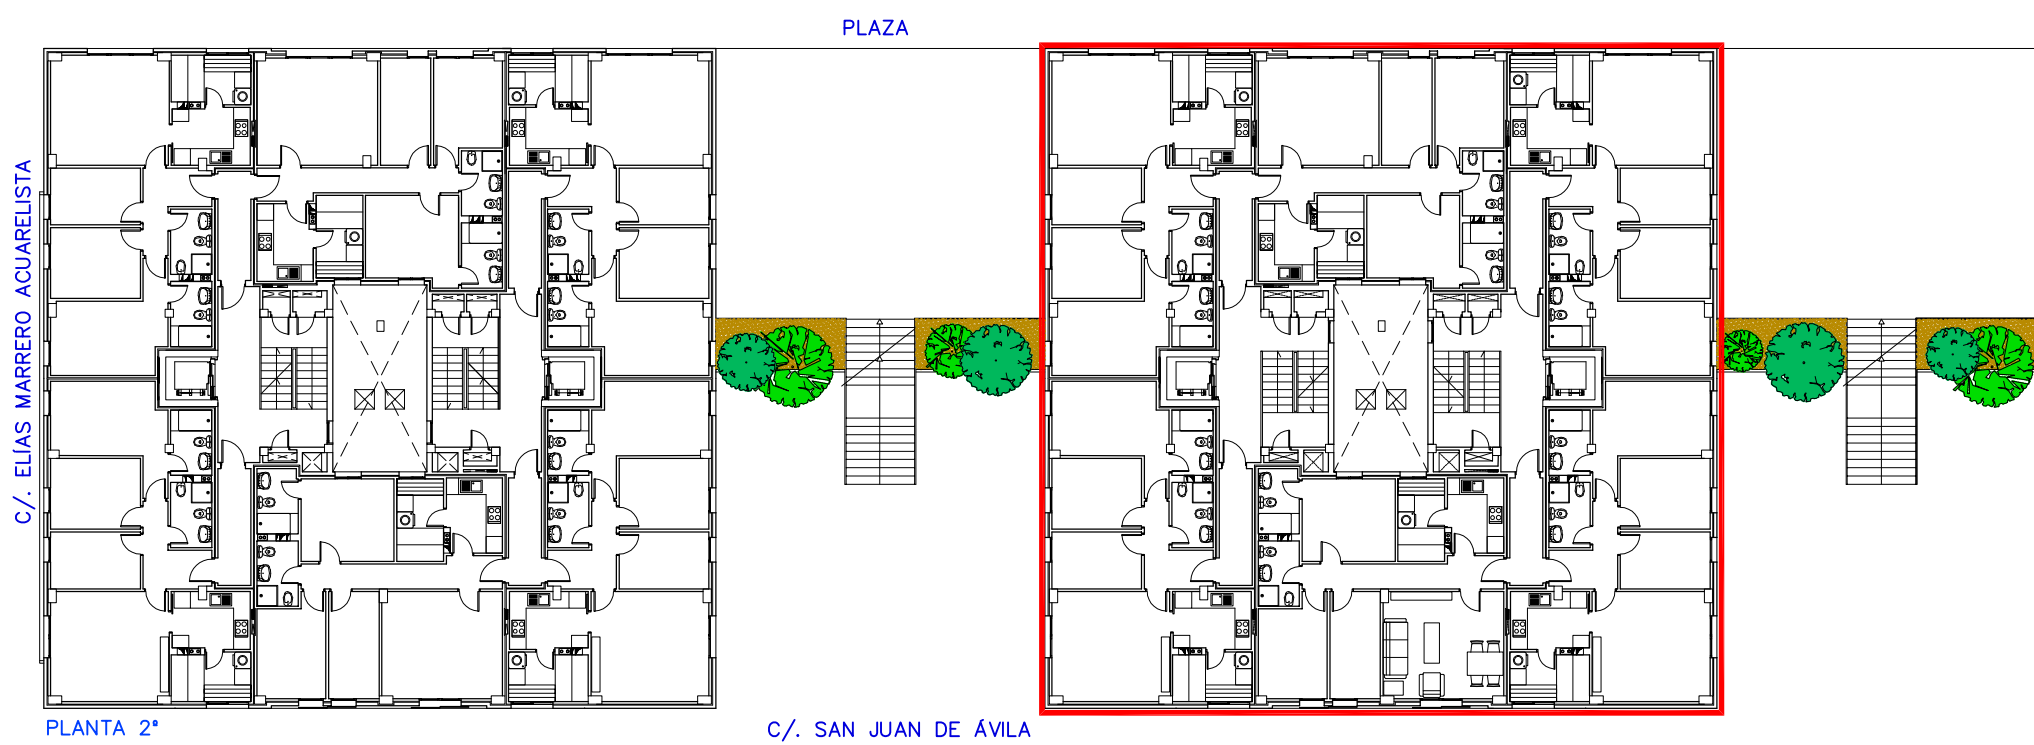 PLAZA
C/. ELÍAS MARRERO ACUARELISTA
PLANTA 2ª
C/. SAN JUAN DE ÁVILA